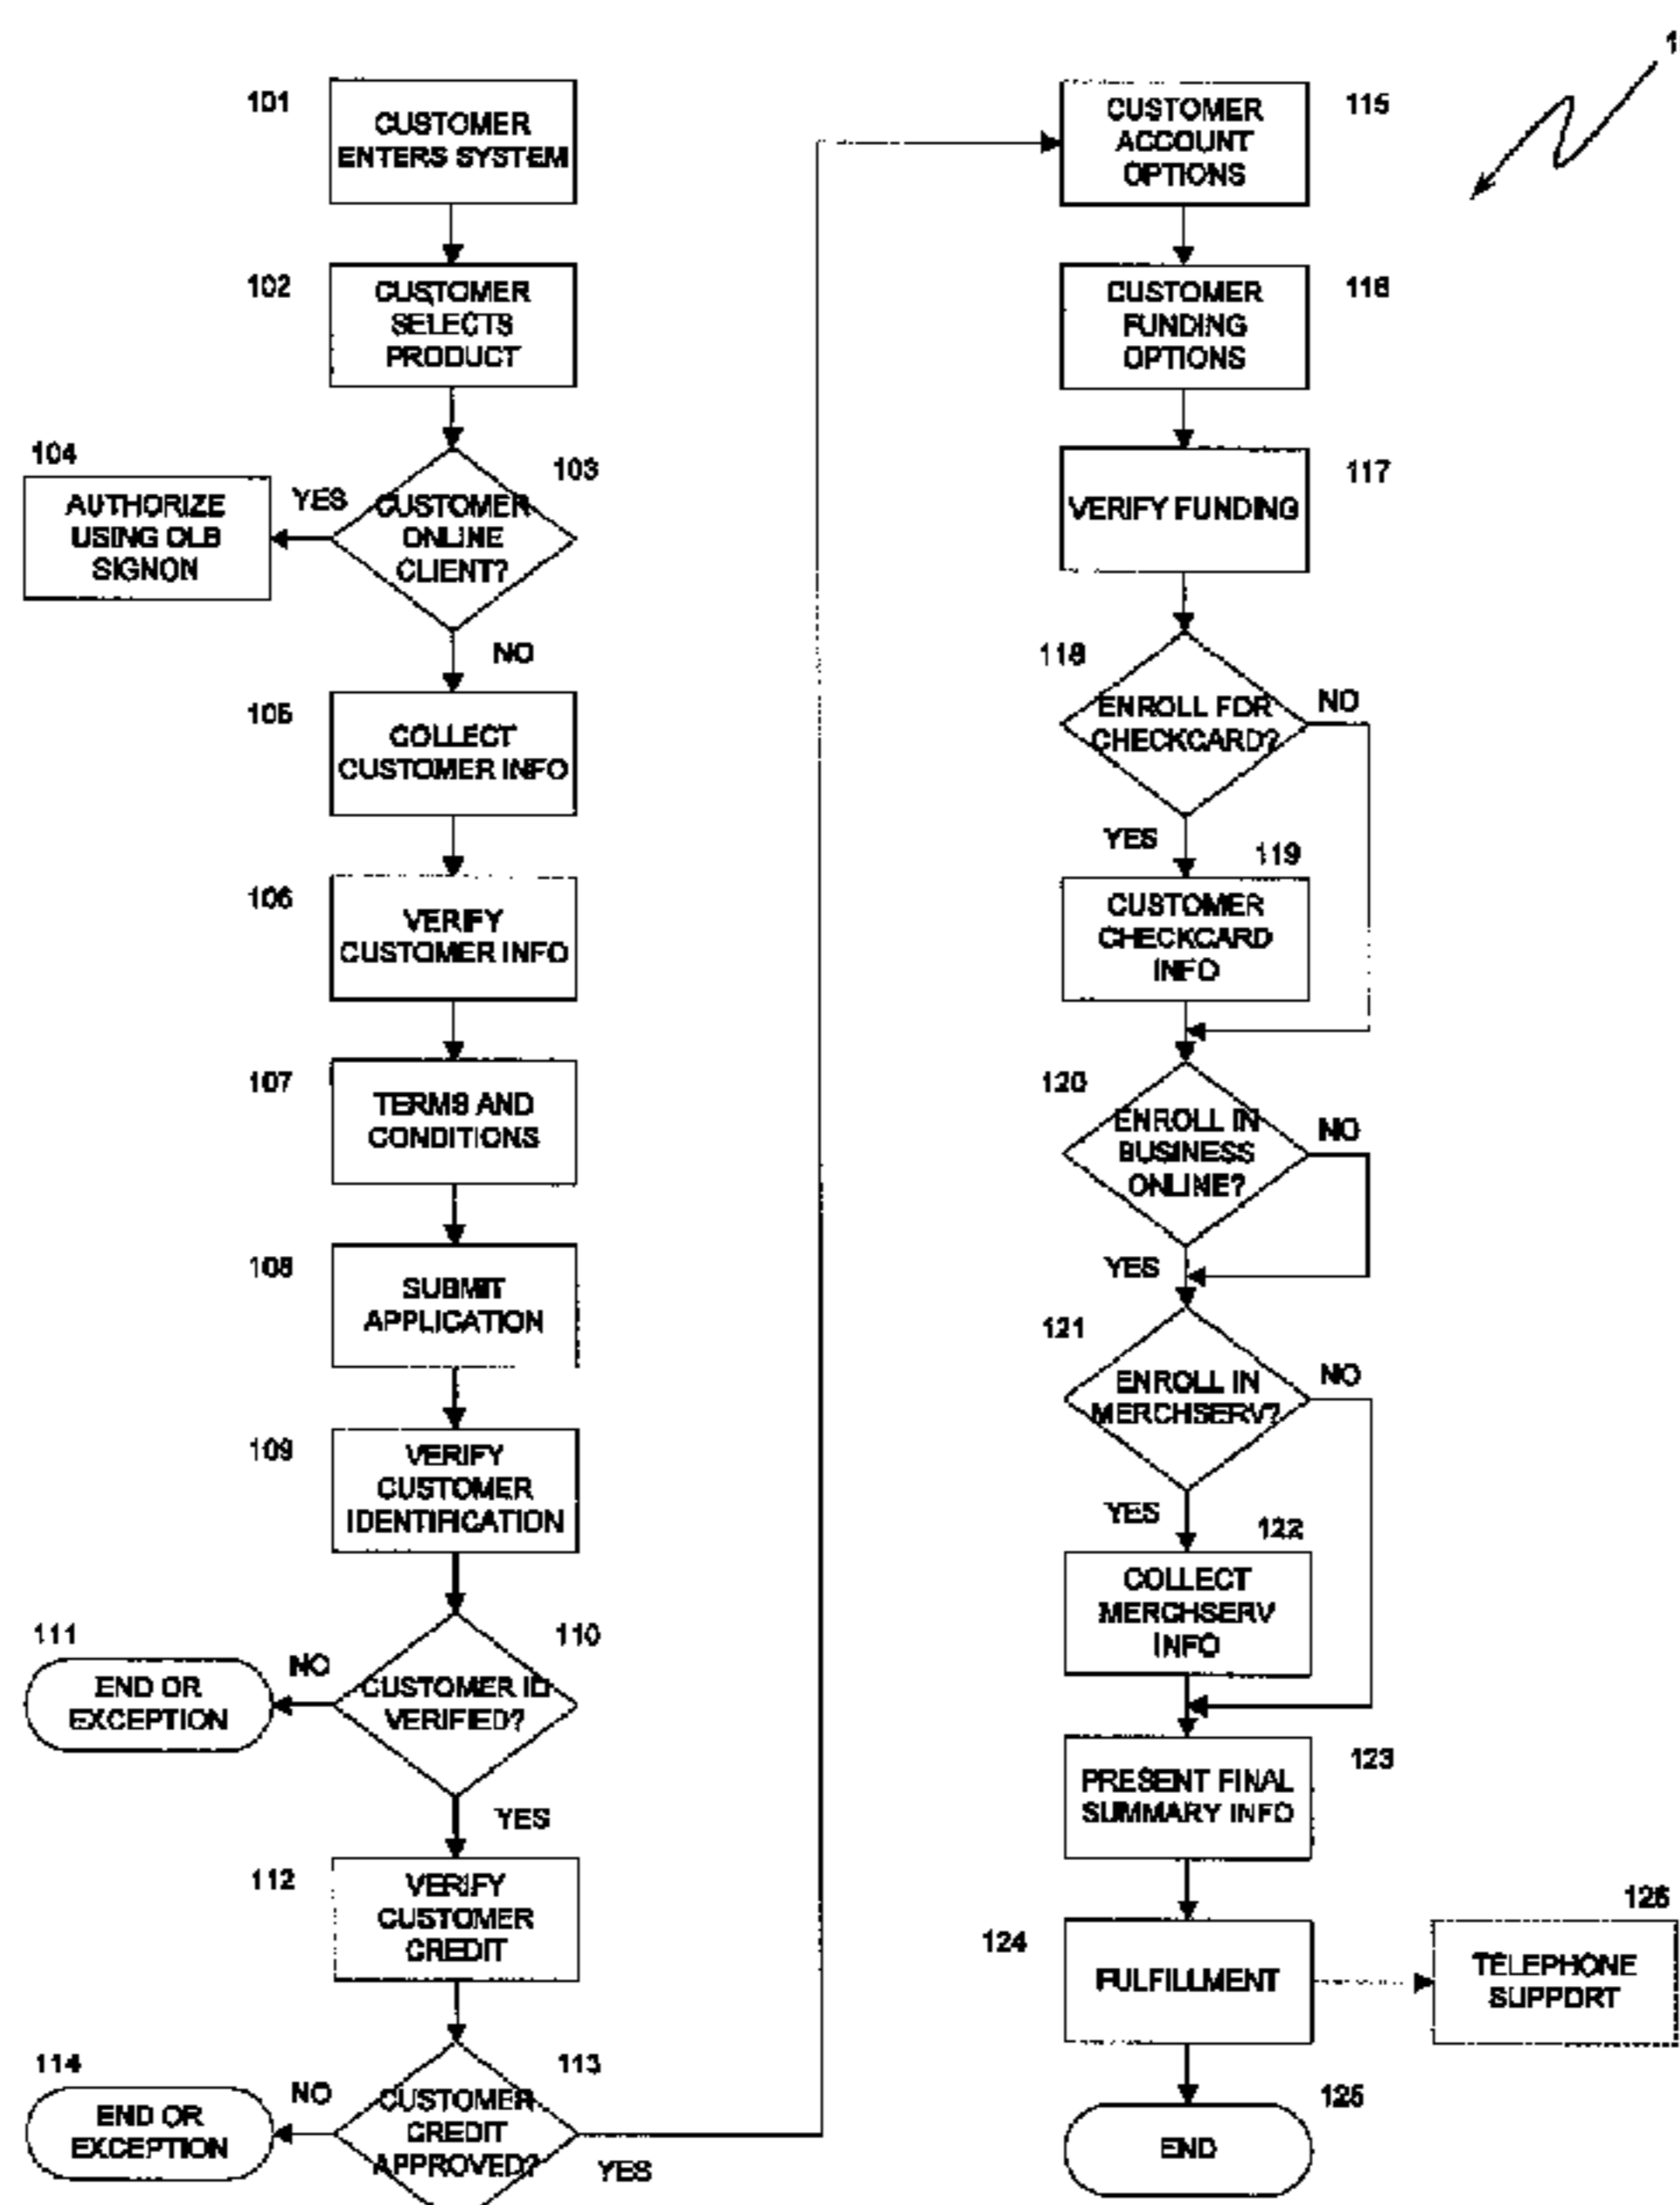 1
101
CUSTOMER
ENTERS SYSTEM
102
CUSTOMER
SELECTS
PRODUCT
104
AUTHORIZE
USING OLB
SIGNON
YES
103
CUSTOMER
ONLINE
CLIENT?
NO
105
COLLECT
CUSTOMER INFO
106
VERIFY
CUSTOMER INFO
107
TERMS AND
CONDITIONS
108
SUBMIT
APPLICATION
109
VERIFY
CUSTOMER
IDENTIFICATION
111
END OR
EXCEPTION
NO
110
CUSTOMER ID
VERIFIED?
YES
112
VERIFY
CUSTOMER
CREDIT
114
END OR
EXCEPTION
NO
113
CUSTOMER
CREDIT
APPROVED?
YES
115
CUSTOMER
ACCOUNT
OPTIONS
116
CUSTOMER
FUNDING
OPTIONS
117
VERIFY FUNDING
118
ENROLL FOR
CHECKCARD?
NO
YES
119
CUSTOMER
CHECKCARD
INFO
120
ENROLL IN
BUSINESS
ONLINE?
NO
YES
121
ENROLL IN
MERCHSERV?
NO
YES
122
COLLECT
MERCHSERV
INFO
123
PRESENT FINAL
SUMMARY INFO
124
FULFILLMENT
126
TELEPHONE
SUPPORT
125
END